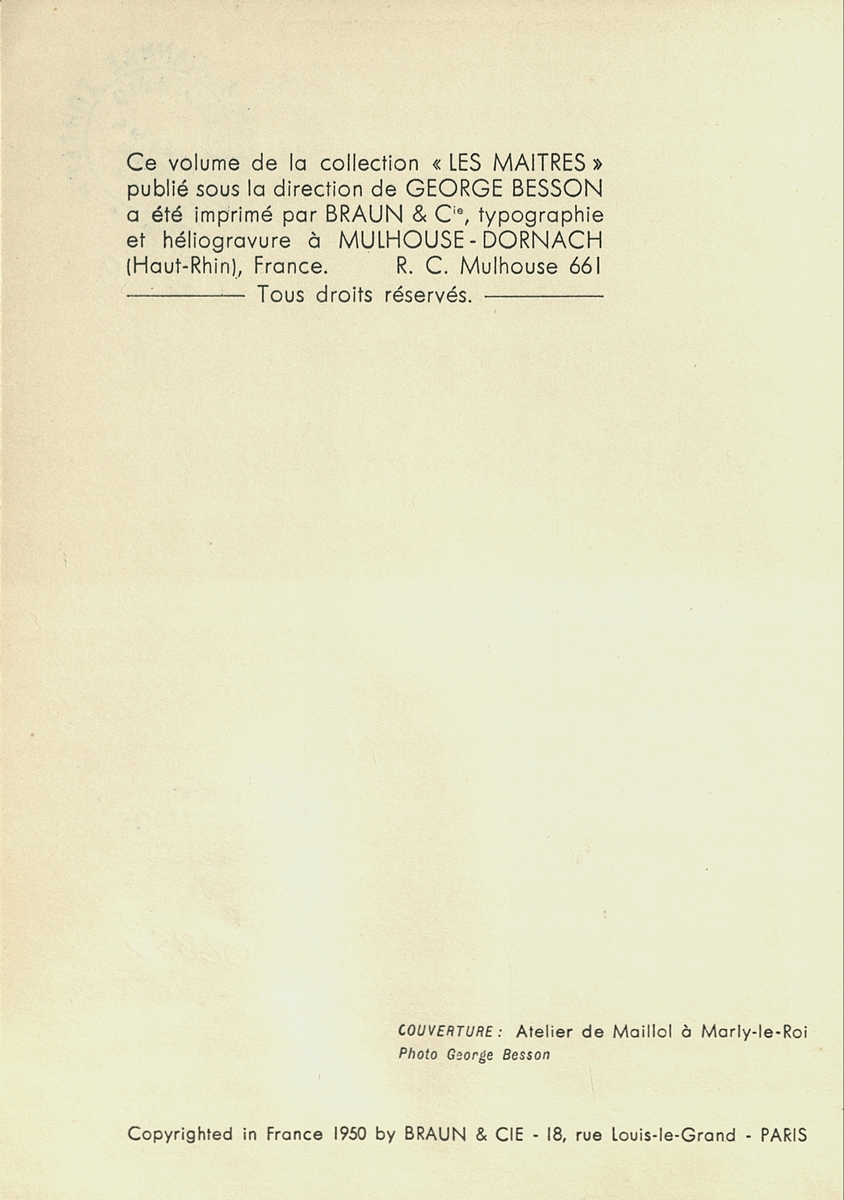 Ce volume de la collection « LES MAITRES »
publié sous la direction de GEORGE BESSON
a été imprimé par BRAUN & Cie, typographie
et héliogravure à MULHOUSE - DORNACH
(Haut-Rhin), France. R. C. Mulhouse 661
Tous droits réservés.
COUVERTURE : Atelier de Maillol à Marly-le-Roi
Photo George Besson
Copyrighted in France 1950 by BRAUN & CIE - 18, rue Louis-le-Grand - PARIS